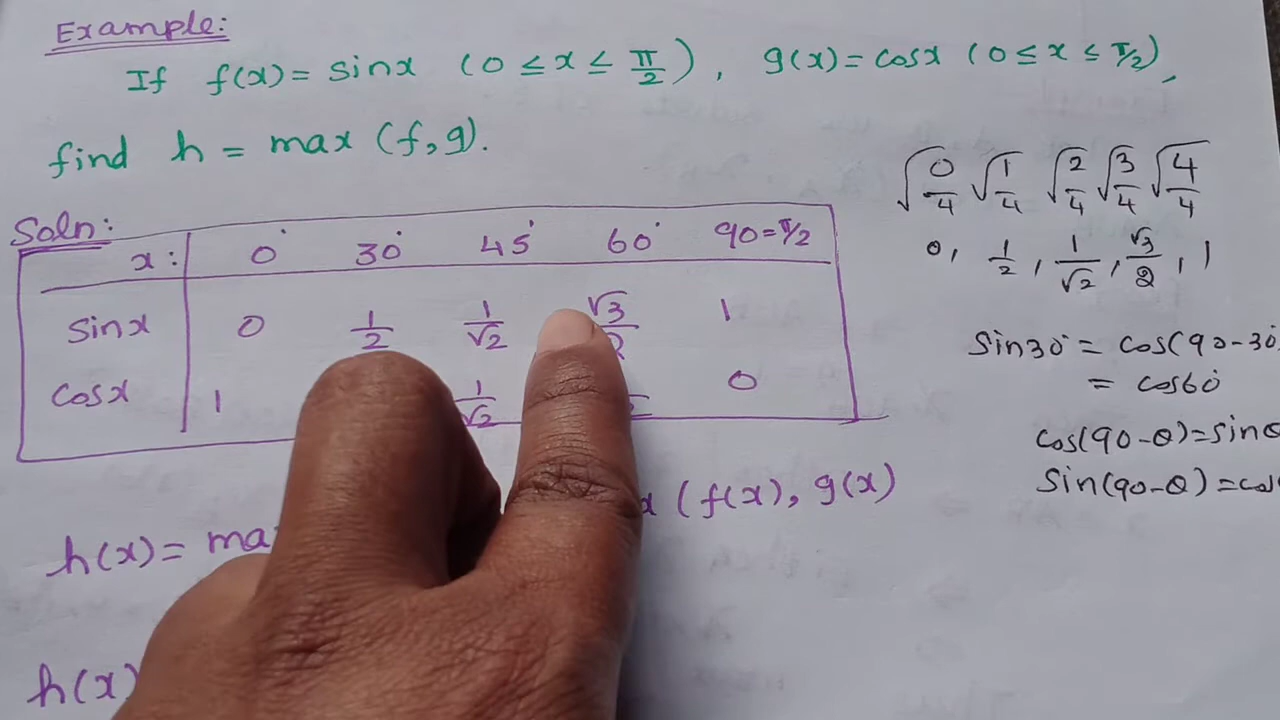 Example:
If f(x) = sinx (0 ≤ x ≤ π/2), g(x) = cosx (0 ≤ x ≤ π/2),
find h = max (f,g).
√0/4 √1/4 √2/4 √3/4 √4/4
0, 1/2, 1/√2, √3/2, 1
Soln:
x: 0° 30° 45° 60° 90=π/2
sinx 0 1/2 1/√2 √3/2 1
cosx 1 1/√2 0
sin30° = cos(90-30
= cos60°
cos(90-θ)=sinθ
sin(90-θ)=cos
h(x) = ma x (f(x), g(x)
h(x)